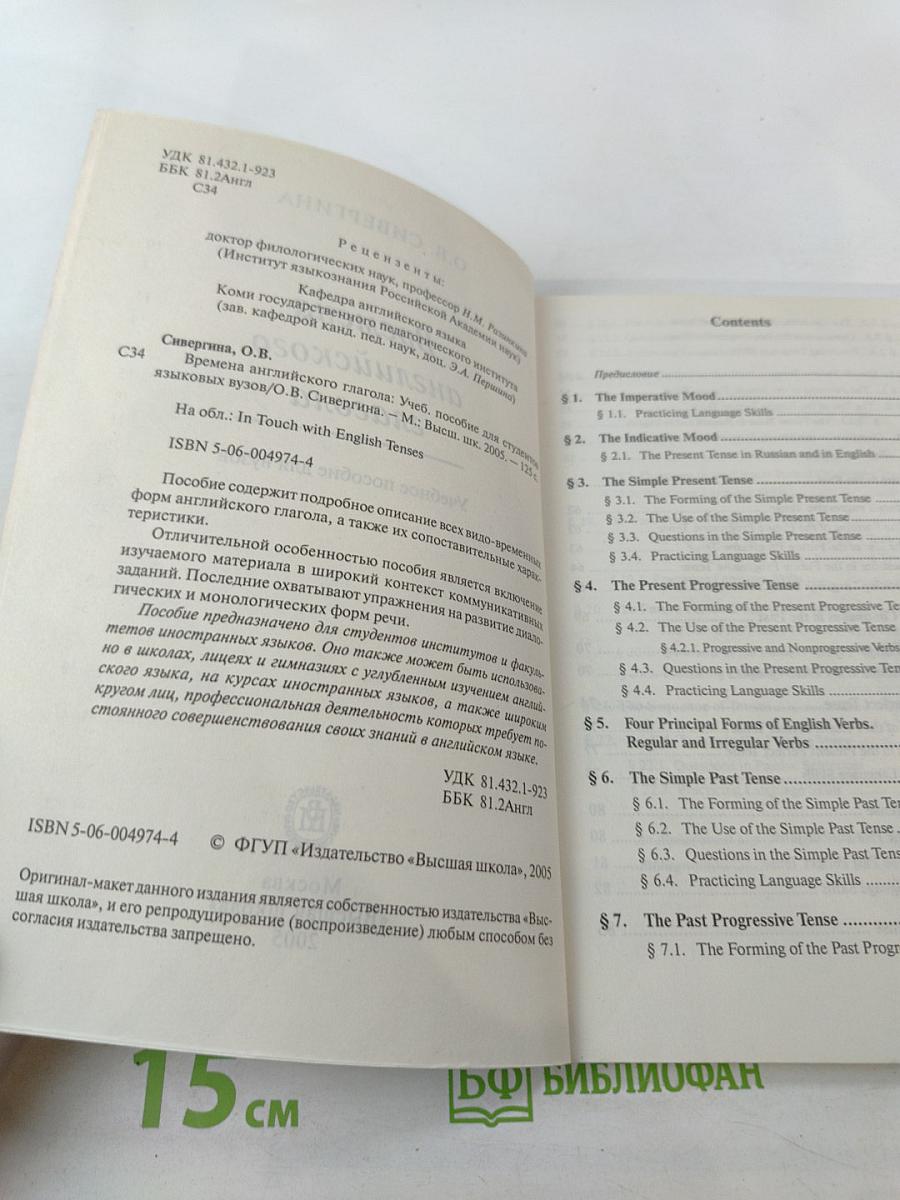 УДК 81.432.1-923
ББК 81.2Англ
С34
Рецензенты:
доктор филологических наук, профессор Н.М. Разинкина
(Институт языкознания Российской Академии наук)
Кафедра английского языка
Коми государственного педагогического института
(зав. кафедрой канд. пед. наук, доц. Э.А. Першина)
Сивергина, О.В.
С34 Времена английского глагола: Учеб. пособие для студентов
языковых вузов/О.В. Сивергина. – М.: Высш. шк. 2005. – 125 с.
На обл.: In Touch with English Tenses
ISBN 5-06-004974-4
Пособие содержит подробное описание всех видо-временных
форм английского глагола, а также их сопоставительные харак-
теристики.
Отличительной особенностью пособия является включение
изучаемого материала в широкий контекст коммуникативных
заданий. Последние охватывают упражнения на развитие диало-
гических и монологических форм речи.
Пособие предназначено для студентов институтов и факуль-
тетов иностранных языков. Оно также может быть использова-
но в школах, лицеях и гимназиях с углубленным изучением англий-
ского языка, на курсах иностранных языков, а также широким
кругом лиц, профессиональная деятельность которых требует по-
стоянного совершенствования своих знаний в английском языке.
УДК 81.432.1-923
ББК 81.2Англ
ISBN 5-06-004974-4 © ФГУП «Издательство «Высшая школа», 2005
Оригинал-макет данного издания является собственностью издательства «Выс-
шая школа», и его репродуцирование (воспроизведение) любым способом без
согласия издательства запрещено.
Contents
Предисловие
§ 1. The Imperative Mood
§ 1.1. Practicing Language Skills
§ 2. The Indicative Mood
§ 2.1. The Present Tense in Russian and in English
§ 3. The Simple Present Tense
§ 3.1. The Forming of the Simple Present Tense
§ 3.2. The Use of the Simple Present Tense
§ 3.3. Questions in the Simple Present Tense
§ 3.4. Practicing Language Skills
§ 4. The Present Progressive Tense
§ 4.1. The Forming of the Present Progressive Te
§ 4.2. The Use of the Present Progressive Tense
§ 4.2.1. Progressive and Nonprogressive Verbs
§ 4.3. Questions in the Present Progressive Ten
§ 4.4. Practicing Language Skills
§ 5. Four Principal Forms of English Verbs.
Regular and Irregular Verbs
§ 6. The Simple Past Tense
§ 6.1. The Forming of the Simple Past Te
§ 6.2. The Use of the Simple Past Tense
§ 6.3. Questions in the Simple Past Tens
§ 6.4. Practicing Language Skills
§ 7. The Past Progressive Tense
§ 7.1. The Forming of the Past Progr
15 см
БФ БИБЛИОФАН